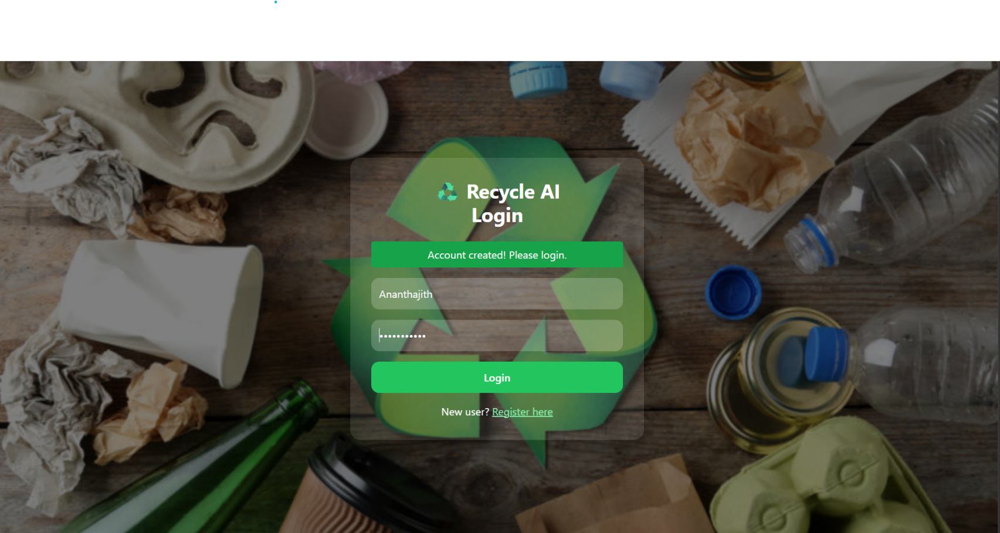 Recycle AI
Login
Account created! Please login.
Ananthajith
•••••••••••
Login
New user? Register here